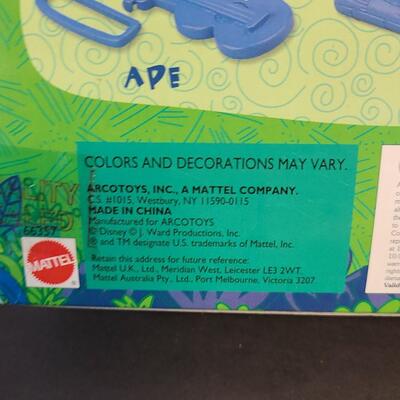 APE
COLORS AND DECORATIONS MAY VARY.
ARCOTOYS, INC., A MATTEL COMPANY.
C.S. #1015, Westbury, NY 11590-0115
MADE IN CHINA
Manufactured for ARCOTOYS
© Disney © J. Ward Productions, Inc.
® and TM designate U.S. trademarks of Mattel, Inc.
Retain this address for future reference:
Mattel U.K., Ltd., Meridian West, Leicester LE3 2WT.
Mattel Australia Pty., Ltd., Port Melbourne, Victoria 3207
66357
MATTEL
®